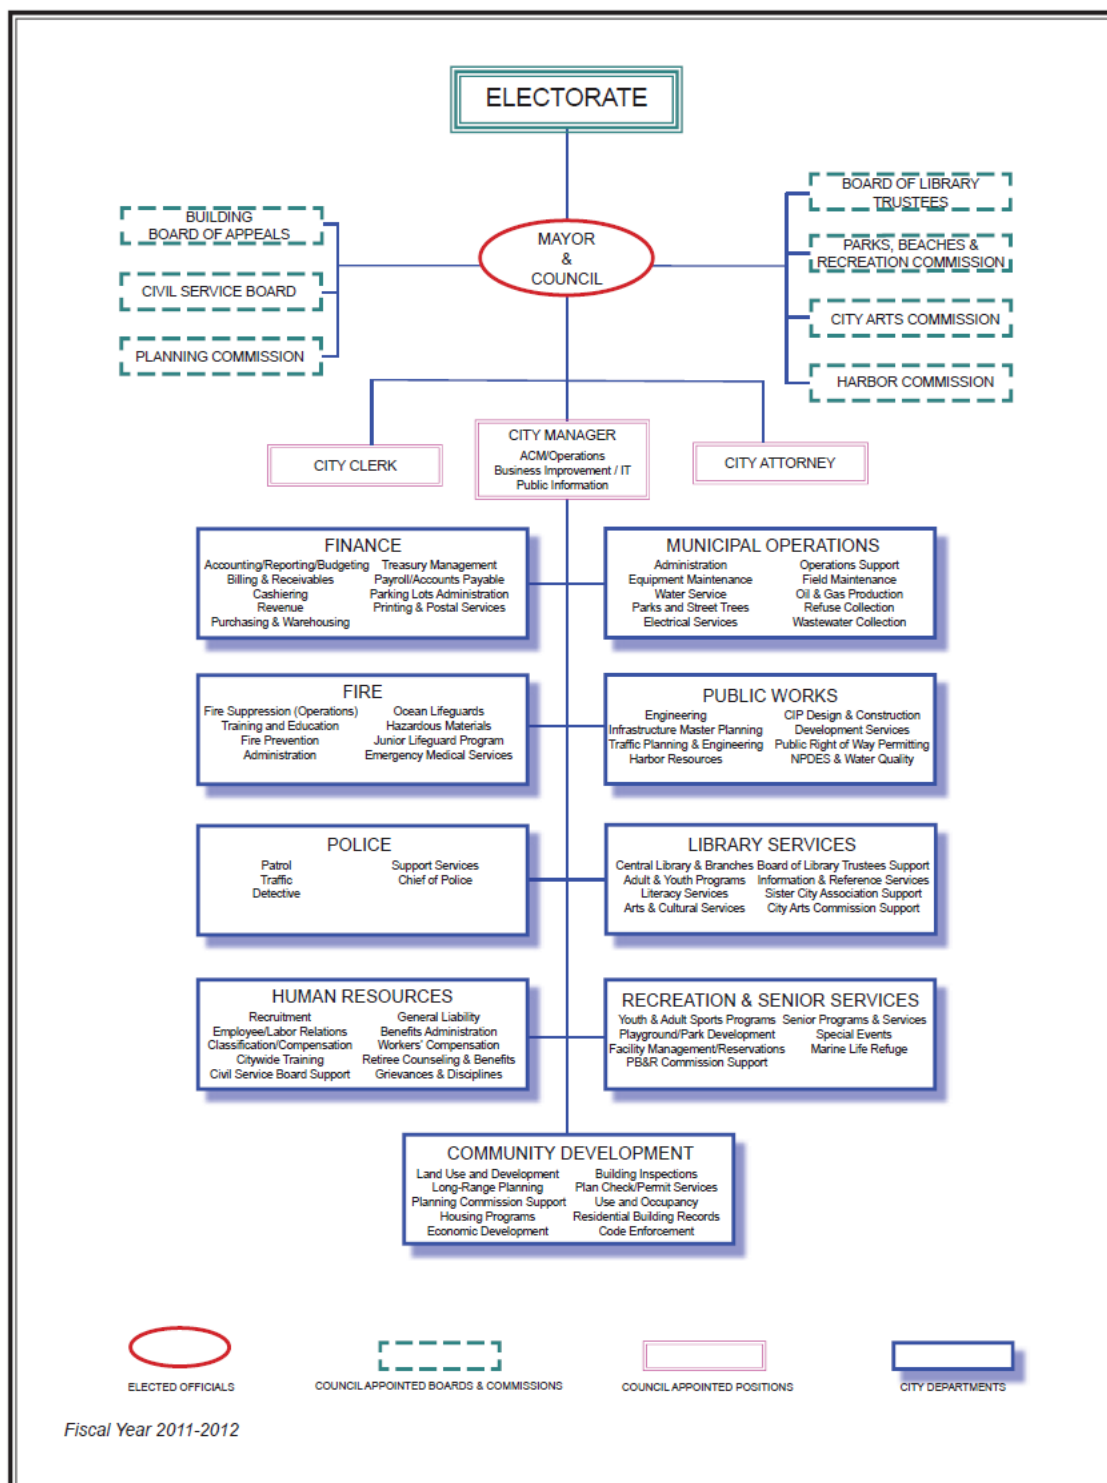 ELECTORATE
BUILDING
BOARD OF APPEALS
CIVIL SERVICE BOARD
PLANNING COMMISSION
MAYOR
&
COUNCIL
BOARD OF LIBRARY
TRUSTEES
PARKS, BEACHES &
RECREATION COMMISSION
CITY ARTS COMMISSION
HARBOR COMMISSION
CITY CLERK
CITY MANAGER
ACM/Operations
Business Improvement / IT
Public Information
CITY ATTORNEY
FINANCE
Accounting/Reporting/Budgeting
Billing & Receivables
Cashiering
Revenue
Purchasing & Warehousing
Treasury Management
Payroll/Accounts Payable
Parking Lots Administration
Printing & Postal Services
MUNICIPAL OPERATIONS
Administration
Equipment Maintenance
Water Service
Parks and Street Trees
Electrical Services
Operations Support
Field Maintenance
Oil & Gas Production
Refuse Collection
Wastewater Collection
FIRE
Fire Suppression (Operations)
Training and Education
Fire Prevention
Administration
Ocean Lifeguards
Hazardous Materials
Junior Lifeguard Program
Emergency Medical Services
PUBLIC WORKS
Engineering
Infrastructure Master Planning
Traffic Planning & Engineering
Harbor Resources
CIP Design & Construction
Development Services
Public Right of Way Permitting
NPDES & Water Quality
POLICE
Patrol
Traffic
Detective
Support Services
Chief of Police
LIBRARY SERVICES
Central Library & Branches
Adult & Youth Programs
Literacy Services
Arts & Cultural Services
Board of Library Trustees Support
Information & Reference Services
Sister City Association Support
City Arts Commission Support
HUMAN RESOURCES
Recruitment
Employee/Labor Relations
Classification/Compensation
Citywide Training
Civil Service Board Support
General Liability
Benefits Administration
Workers' Compensation
Retiree Counseling & Benefits
Grievances & Disciplines
RECREATION & SENIOR SERVICES
Youth & Adult Sports Programs
Playground/Park Development
Facility Management/Reservations
PB&R Commission Support
Senior Programs & Services
Special Events
Marine Life Refuge
COMMUNITY DEVELOPMENT
Land Use and Development
Long-Range Planning
Planning Commission Support
Housing Programs
Economic Development
Building Inspections
Plan Check/Permit Services
Use and Occupancy
Residential Building Records
Code Enforcement
ELECTED OFFICIALS
COUNCIL APPOINTED BOARDS & COMMISSIONS
COUNCIL APPOINTED POSITIONS
CITY DEPARTMENTS
Fiscal Year 2011-2012